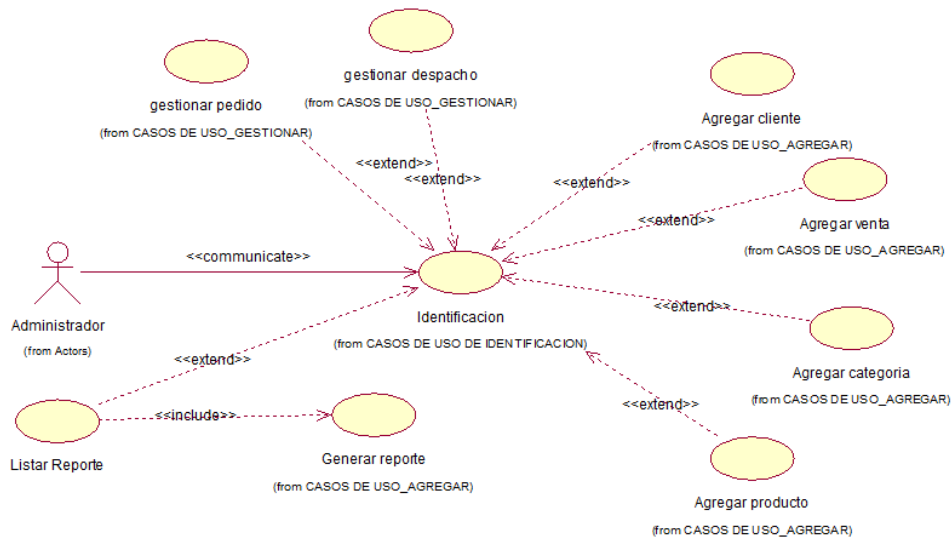 gestionar despacho
(from CASOS DE USO_GESTIONAR)
gestionar pedido
(from CASOS DE USO_GESTIONAR)
Agregar cliente
(from CASOS DE USO_AGREGAR)
<<extend>>
<<extend>>
<<extend>>
<<extend>>
Agregar venta
(from CASOS DE USO_AGREGAR)
<<communicate>>
Administrador
(from Actors)
Identificacion
(from CASOS DE USO DE IDENTIFICACION)
<<extend>>
<<extend>>
Agregar categoria
(from CASOS DE USO_AGREGAR)
<<extend>>
<<include>>
Listar Reporte
Generar reporte
(from CASOS DE USO_AGREGAR)
Agregar producto
(from CASOS DE USO_AGREGAR)